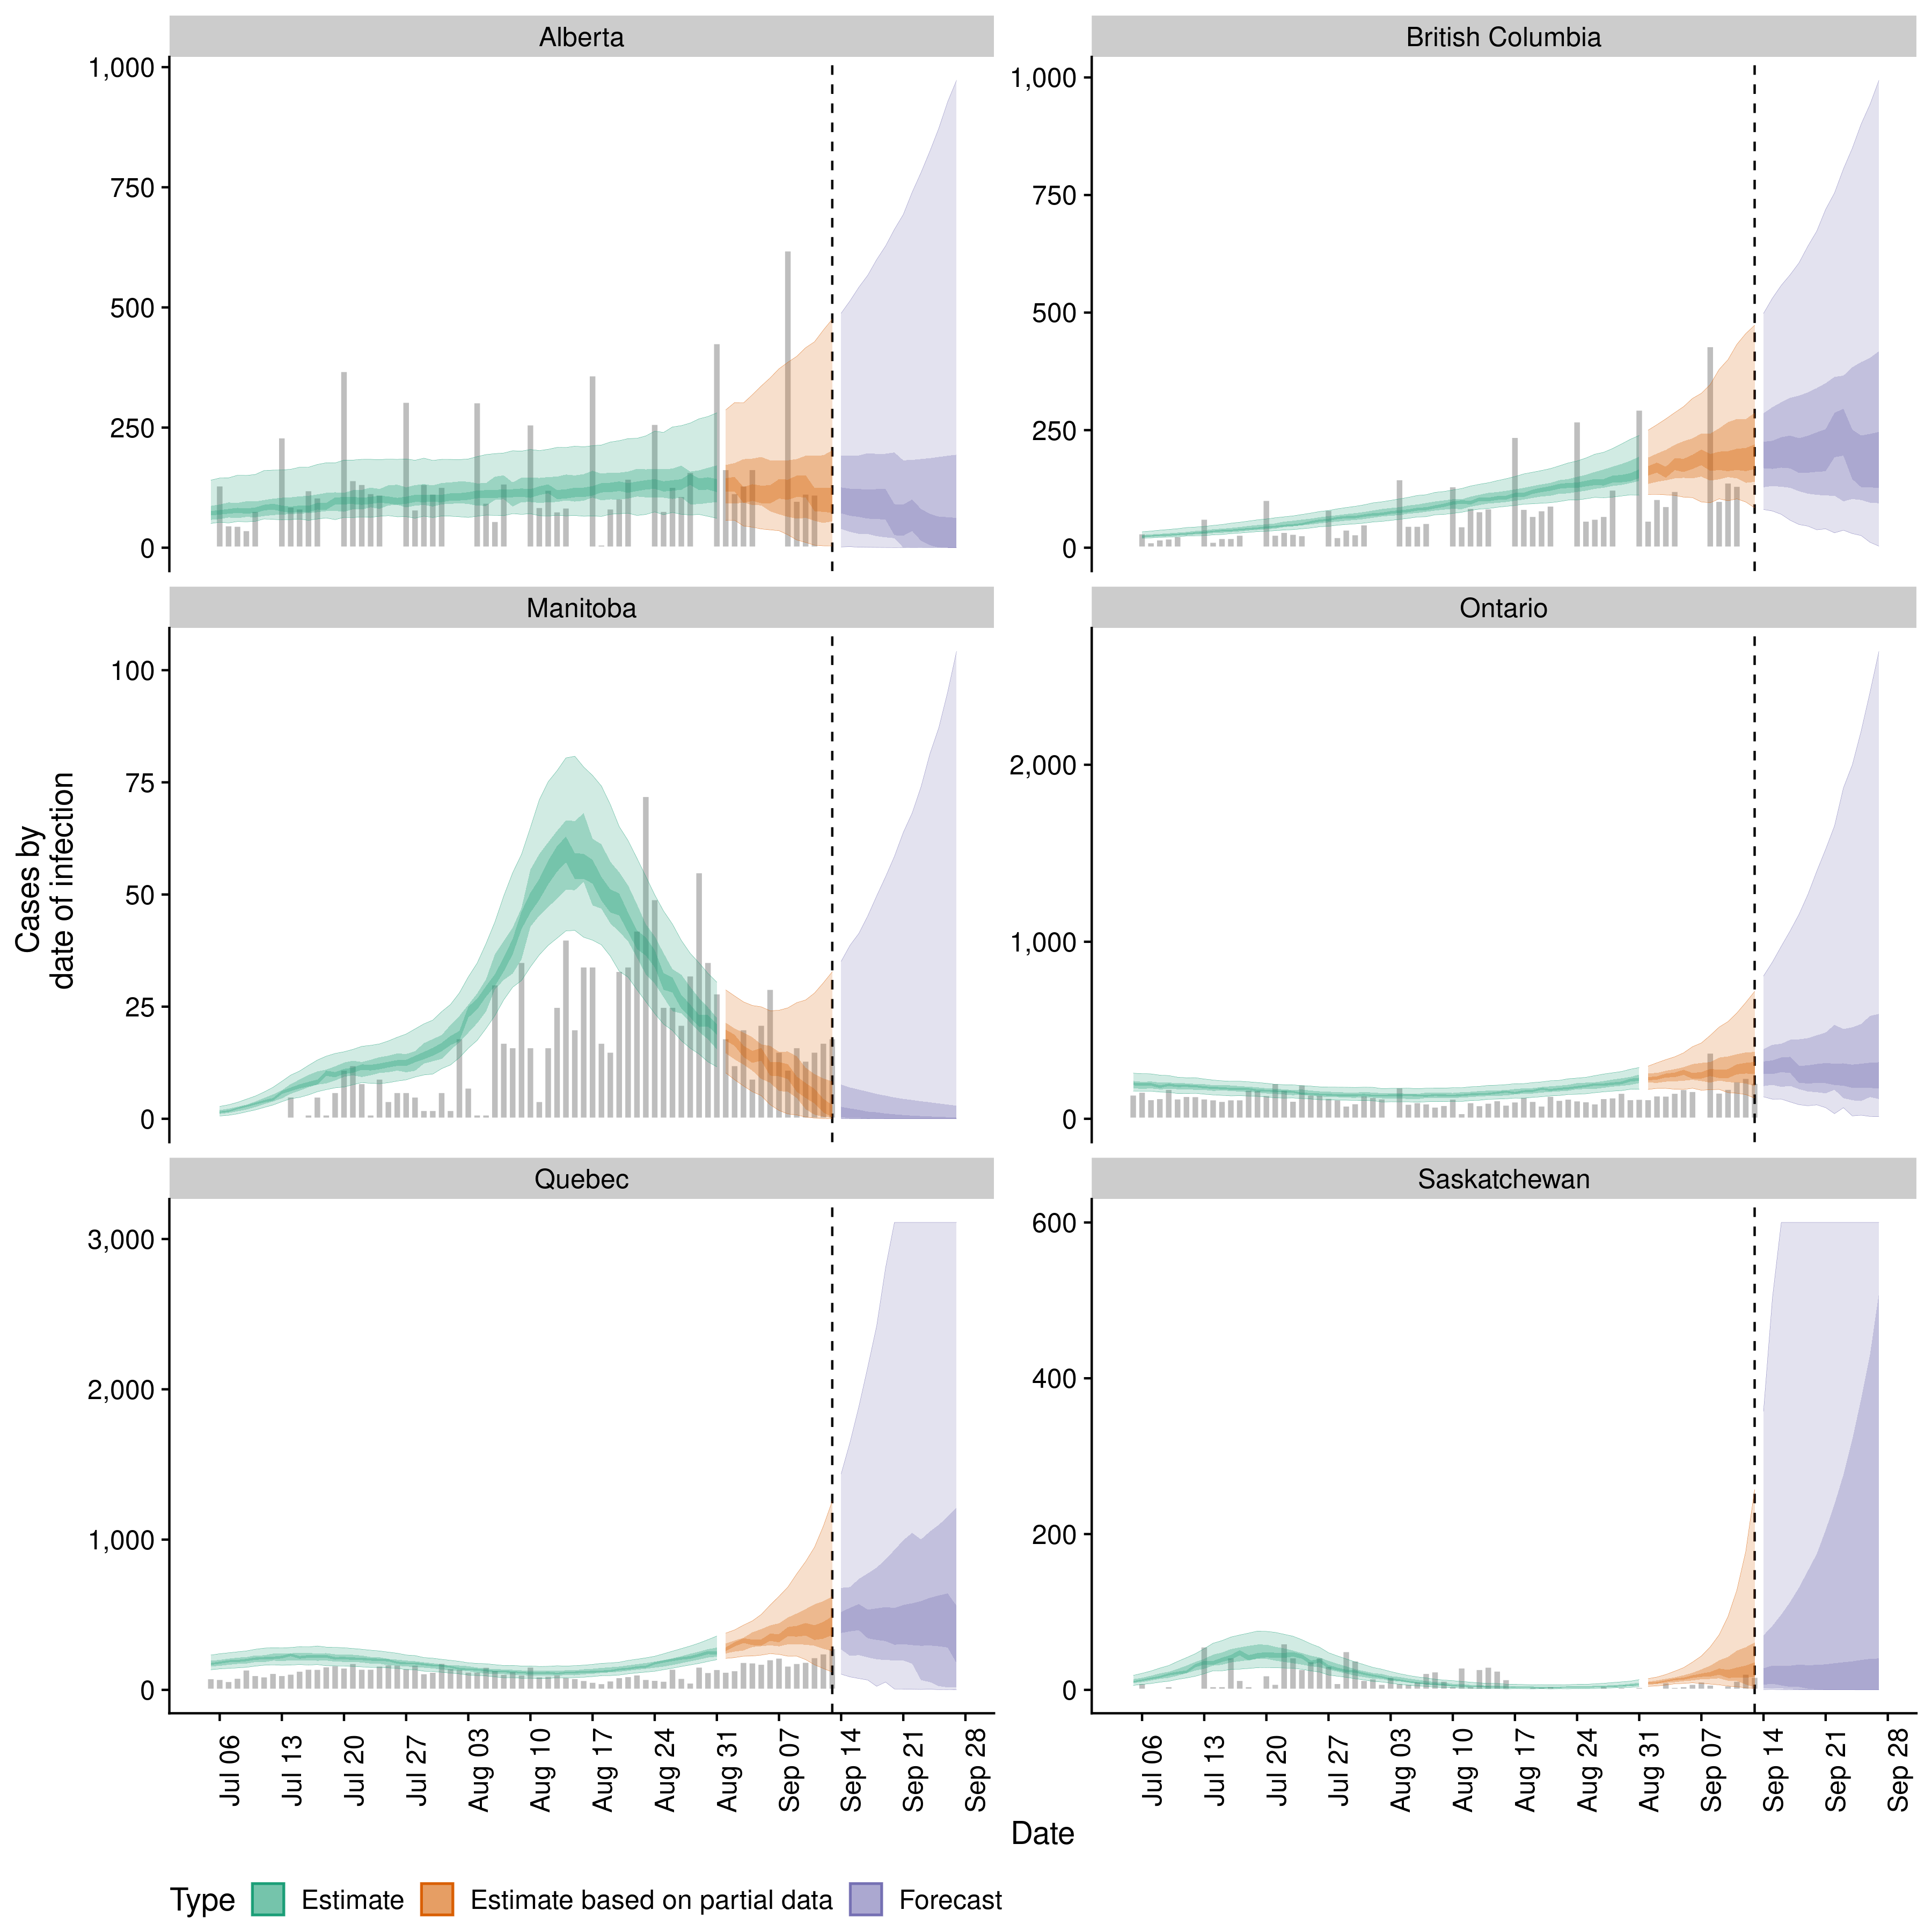 Alberta
British Columbia
1,000
750
500
250
0
1,000
750
500
250
0
Manitoba
Ontario
100
75
50
25
0
2,000
1,000
0
Quebec
Saskatchewan
3,000
2,000
1,000
0
600
400
200
0
Cases by
date of infection
Jul 06
Jul 13
Jul 20
Jul 27
Aug 03
Aug 10
Aug 17
Aug 24
Aug 31
Sep 07
Sep 14
Sep 21
Sep 28
Jul 06
Jul 13
Jul 20
Jul 27
Aug 03
Aug 10
Aug 17
Aug 24
Aug 31
Sep 07
Sep 14
Sep 21
Sep 28
Date
Type Estimate Estimate based on partial data Forecast